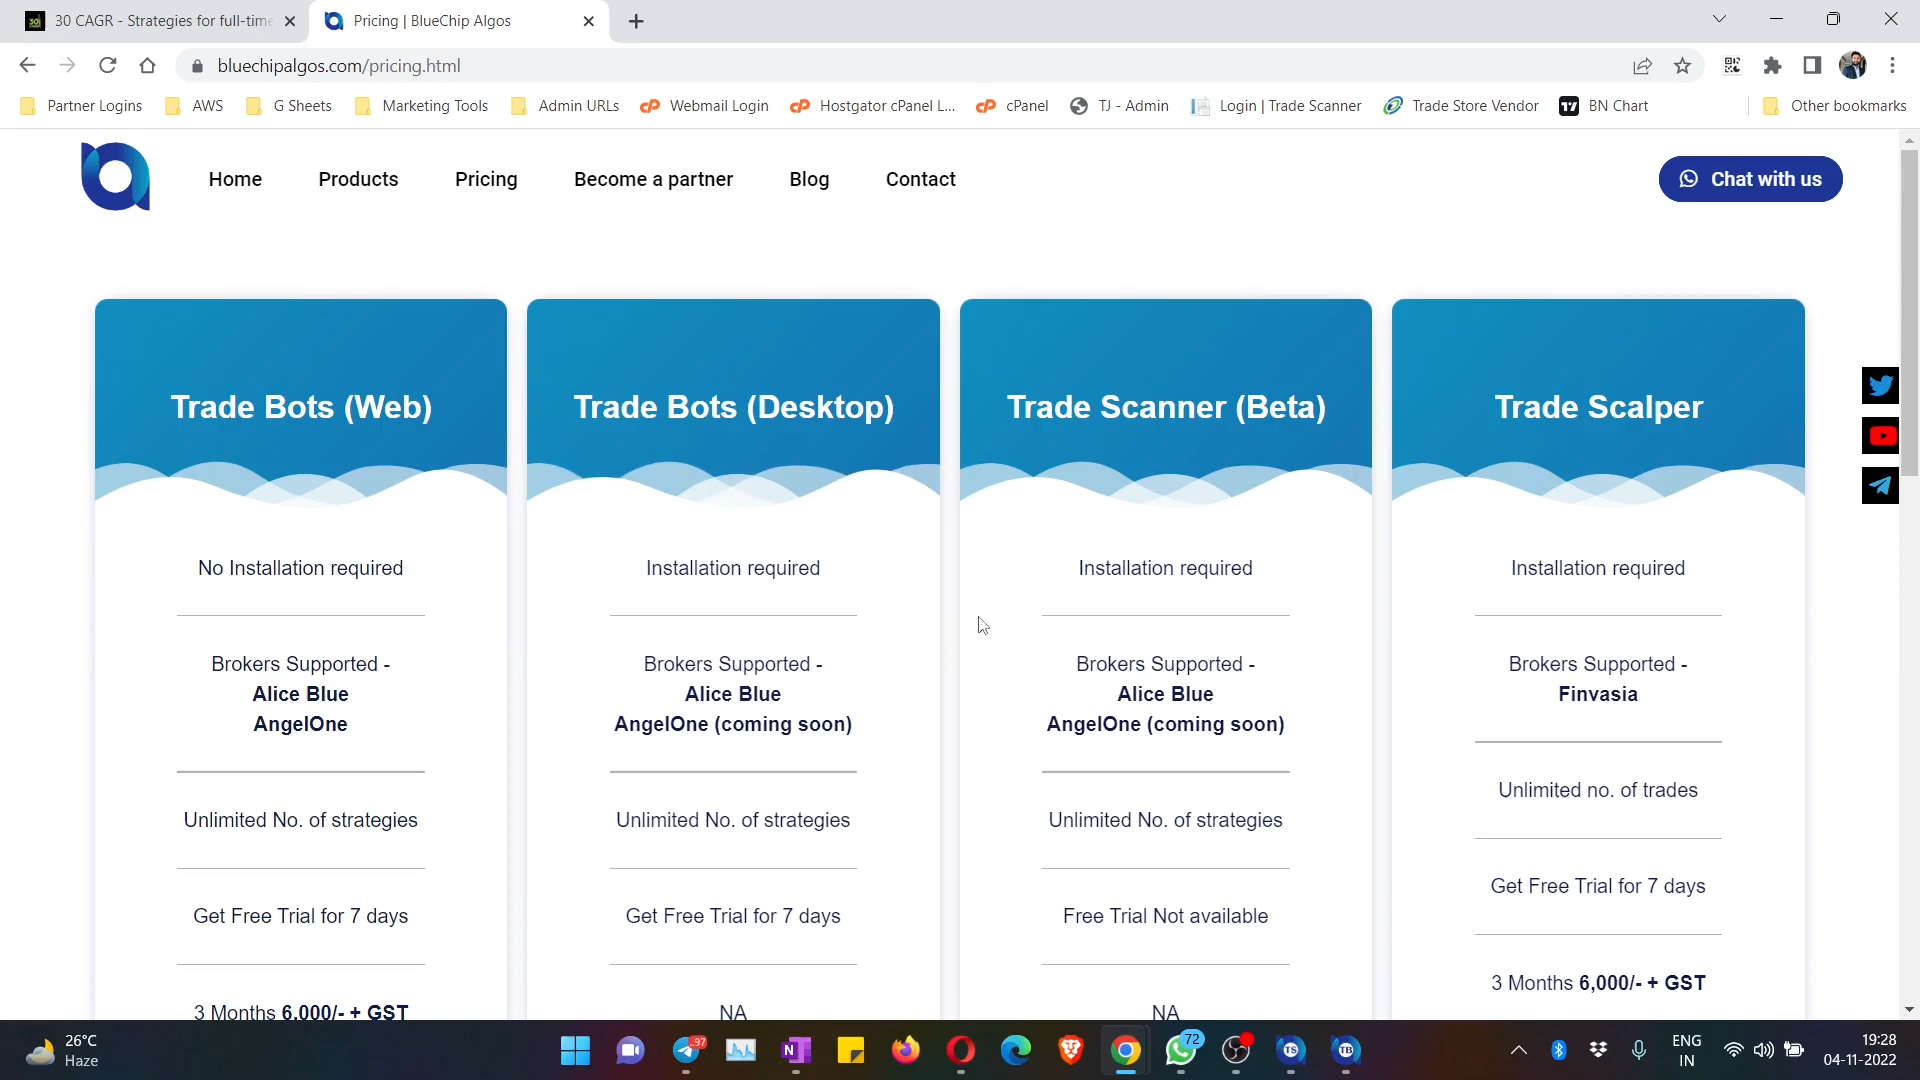 30 CAGR - Strategies for full-time
Pricing | BlueChip Algos
bluechipalgos.com/pricing.html
Partner Logins
AWS
G Sheets
Marketing Tools
Admin URLs
Webmail Login
Hostgator cPanel L...
cPanel
TJ - Admin
Login | Trade Scanner
Trade Store Vendor
BN Chart
Other bookmarks
Home
Products
Pricing
Become a partner
Blog
Contact
Chat with us
Trade Bots (Web)
No Installation required
Brokers Supported -
Alice Blue
AngelOne
Unlimited No. of strategies
Get Free Trial for 7 days
3 Months 6,000/- + GST
Trade Bots (Desktop)
Installation required
Brokers Supported -
Alice Blue
AngelOne (coming soon)
Unlimited No. of strategies
Get Free Trial for 7 days
NA
Trade Scanner (Beta)
Installation required
Brokers Supported -
Alice Blue
AngelOne (coming soon)
Unlimited No. of strategies
Free Trial Not available
NA
Trade Scalper
Installation required
Brokers Supported -
Finvasia
Unlimited no. of trades
Get Free Trial for 7 days
3 Months 6,000/- + GST
26°C
Haze
97
72
TS
TB
ENG
IN
19:28
04-11-2022